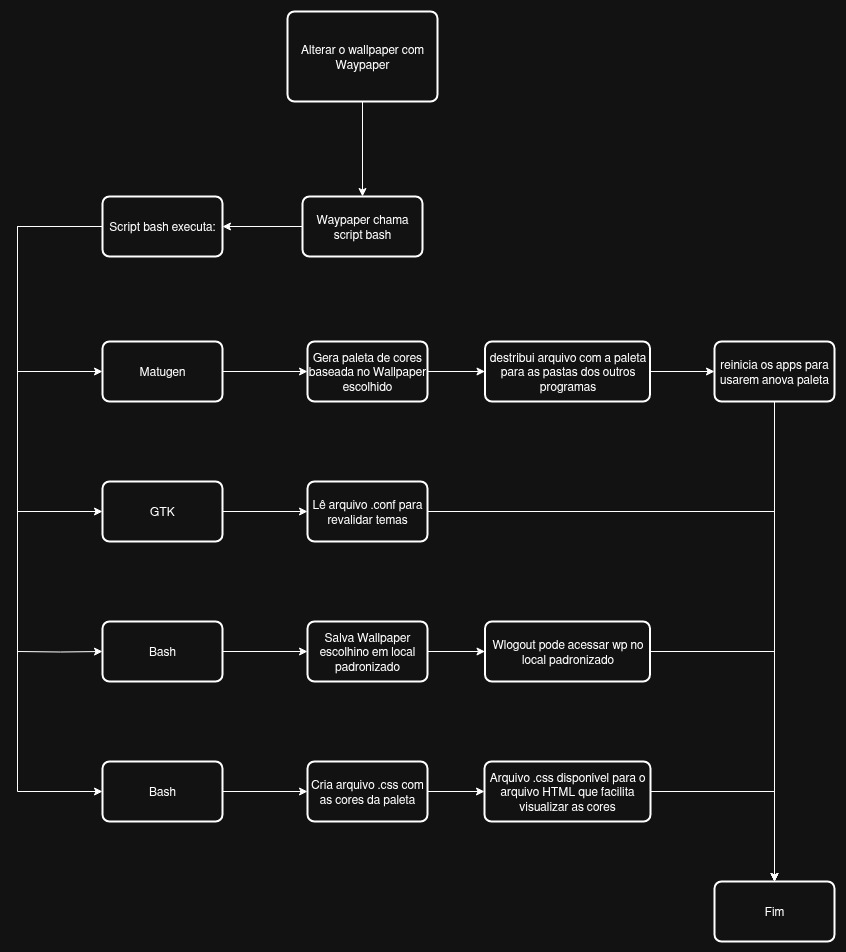 Alterar o wallpaper com
Waypaper
Script bash executa:
Waypaper chama
script bash
Matugen
Gera paleta de cores
baseada no Wallpaper
escolhido
destribui arquivo com a paleta
para as pastas dos outros
programas
reinicia os apps para
usarem anova paleta
GTK
Lê arquivo .conf para
revalidar temas
Bash
Salva Wallpaper
escolhino em local
padronizado
Wlogout pode acessar wp no
local padronizado
Bash
Cria arquivo .css com
as cores da paleta
Arquivo .css disponível para o
arquivo HTML que facilita
visualizar as cores
Fim